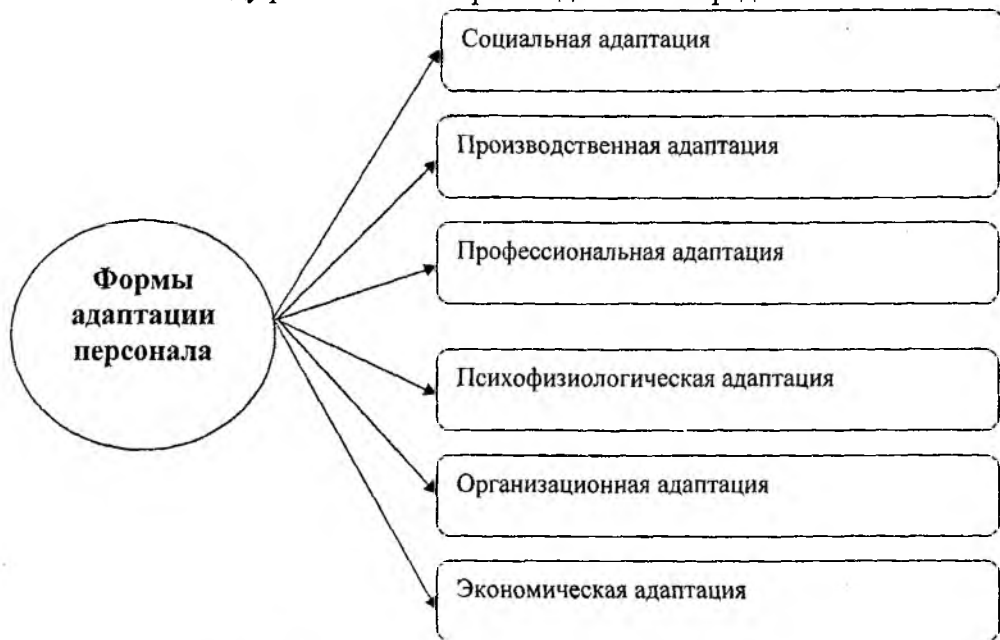 Социальная адаптация
Производственная адаптация
Профессиональная адаптация
Формы
адаптации
персонала
Психофизиологическая адаптация
Организационная адаптация
Экономическая адаптация